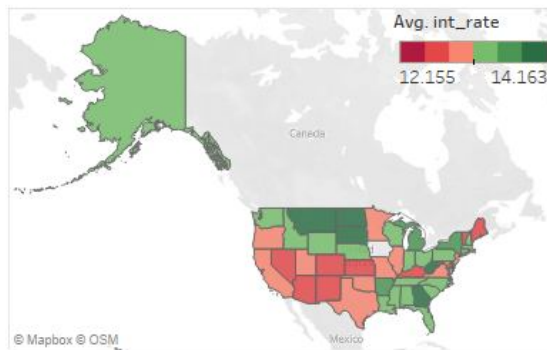 Avg. int_rate
12.155 14.163
Canada
Mexico
© Mapbox © OSM